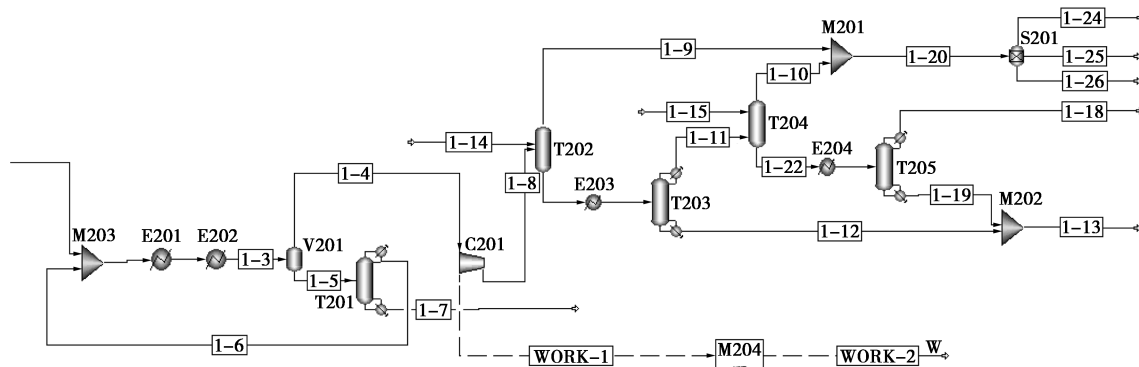 1-24
M201
S201
1-9
1-20
1-25
1-10
1-26
1-15
1-18
T204
1-14
1-11
E204
T202
1-22
T205
1-4
1-8
E203
1-19
M202
T203
M203
E201
E202
V201
C201
1-12
1-13
1-3
1-5
T201
1-7
1-6
WORK-1
M204
WORK-2
W